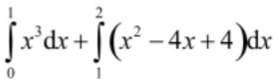 ∫₀¹ x³dx + ∫₁² (x² − 4x + 4)dx